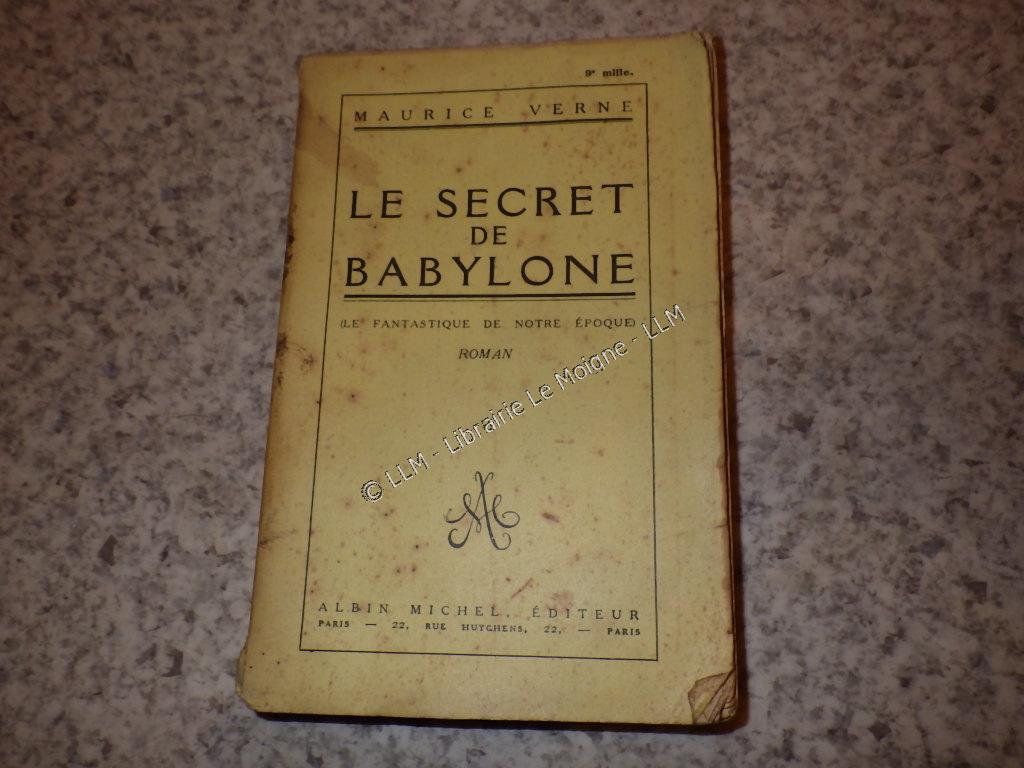 9ᵉ mille.
MAURICE VERNE
LE SECRET
DE
BABYLONE
(LE FANTASTIQUE DE NOTRE ÉPOQUE)
ROMAN
© LLM - Librairie Le Moigne - LLM
AM
ALBIN MICHEL, ÉDITEUR
PARIS — 22, RUE HUYGHENS, 22, — PARIS